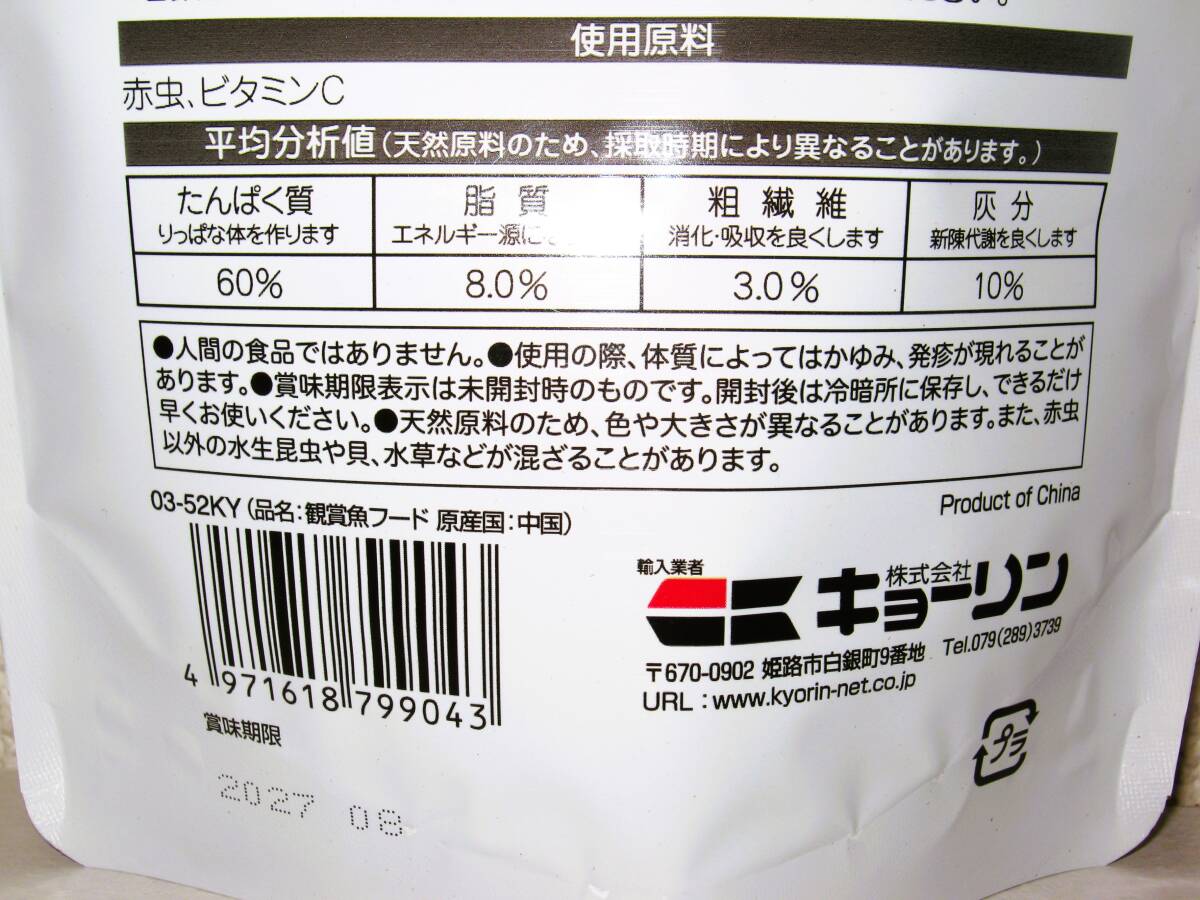 使用原料
赤虫、ビタミンC
平均分析値(天然原料のため、採取時期により異なることがあります。)
たんぱく質 脂質 粗繊維 灰分
りっぱな体を作ります エネルギー源に 消化・吸収を良くします 新陳代謝を良くします
60% 8.0% 3.0% 10%
●人間の食品ではありません。●使用の際、体質によってはかゆみ、発疹が現れることが
あります。●賞味期限表示は未開封時のものです。開封後は冷暗所に保存し、できるだけ
早くお使いください。●天然原料のため、色や大きさが異なることがあります。また、赤虫
以外の水生昆虫や貝、水草などが混ざることがあります。
03-52KY (品名:観賞魚フード 原産国:中国)
Product of China
4 971618 799043
賞味期限
2027 08
輸入業者
株式会社
キョーリン
〒670-0902 姫路市白銀町9番地 Tel.079(289)3739
URL:www.kyorin-net.co.jp
プラ